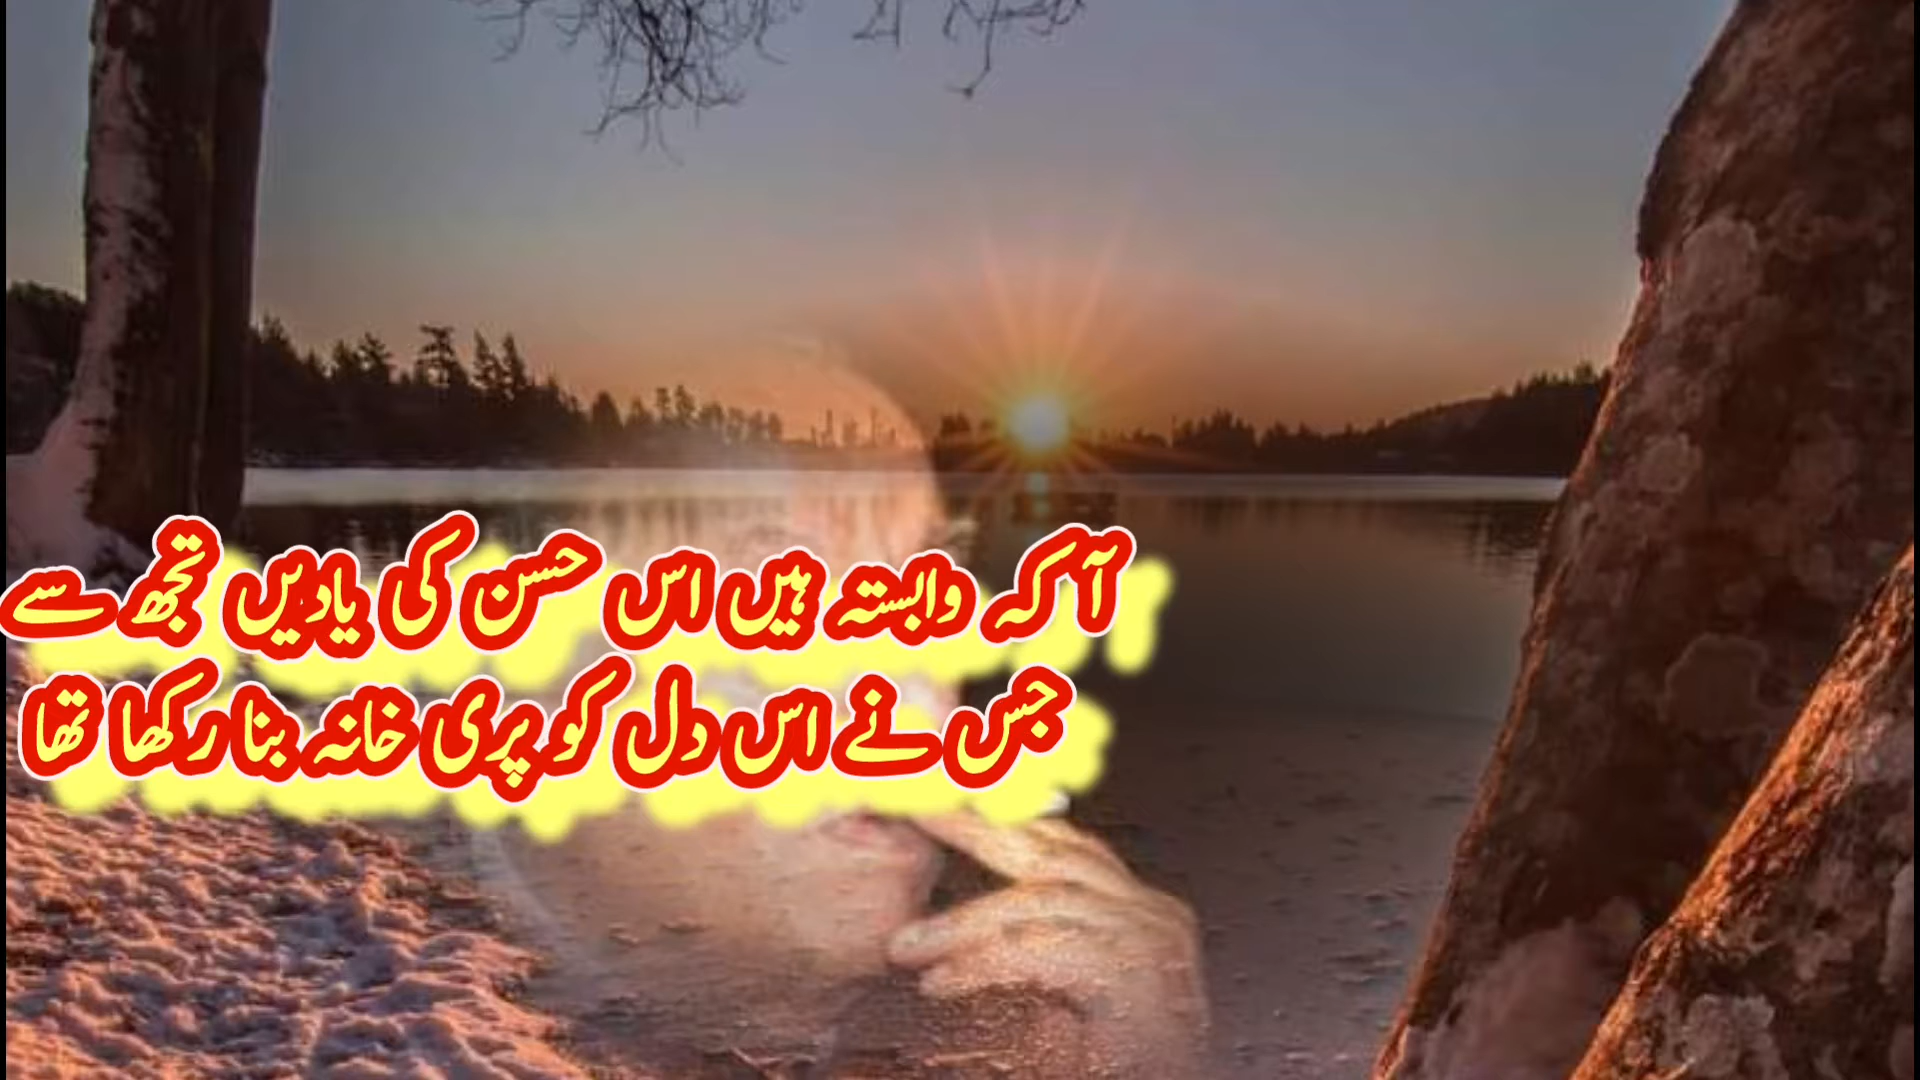 آ کہ وابستہ ہیں اس حسن کی یادیں تجھ سے
جس نے اس دل کو پری خانہ بنا رکھا تھا